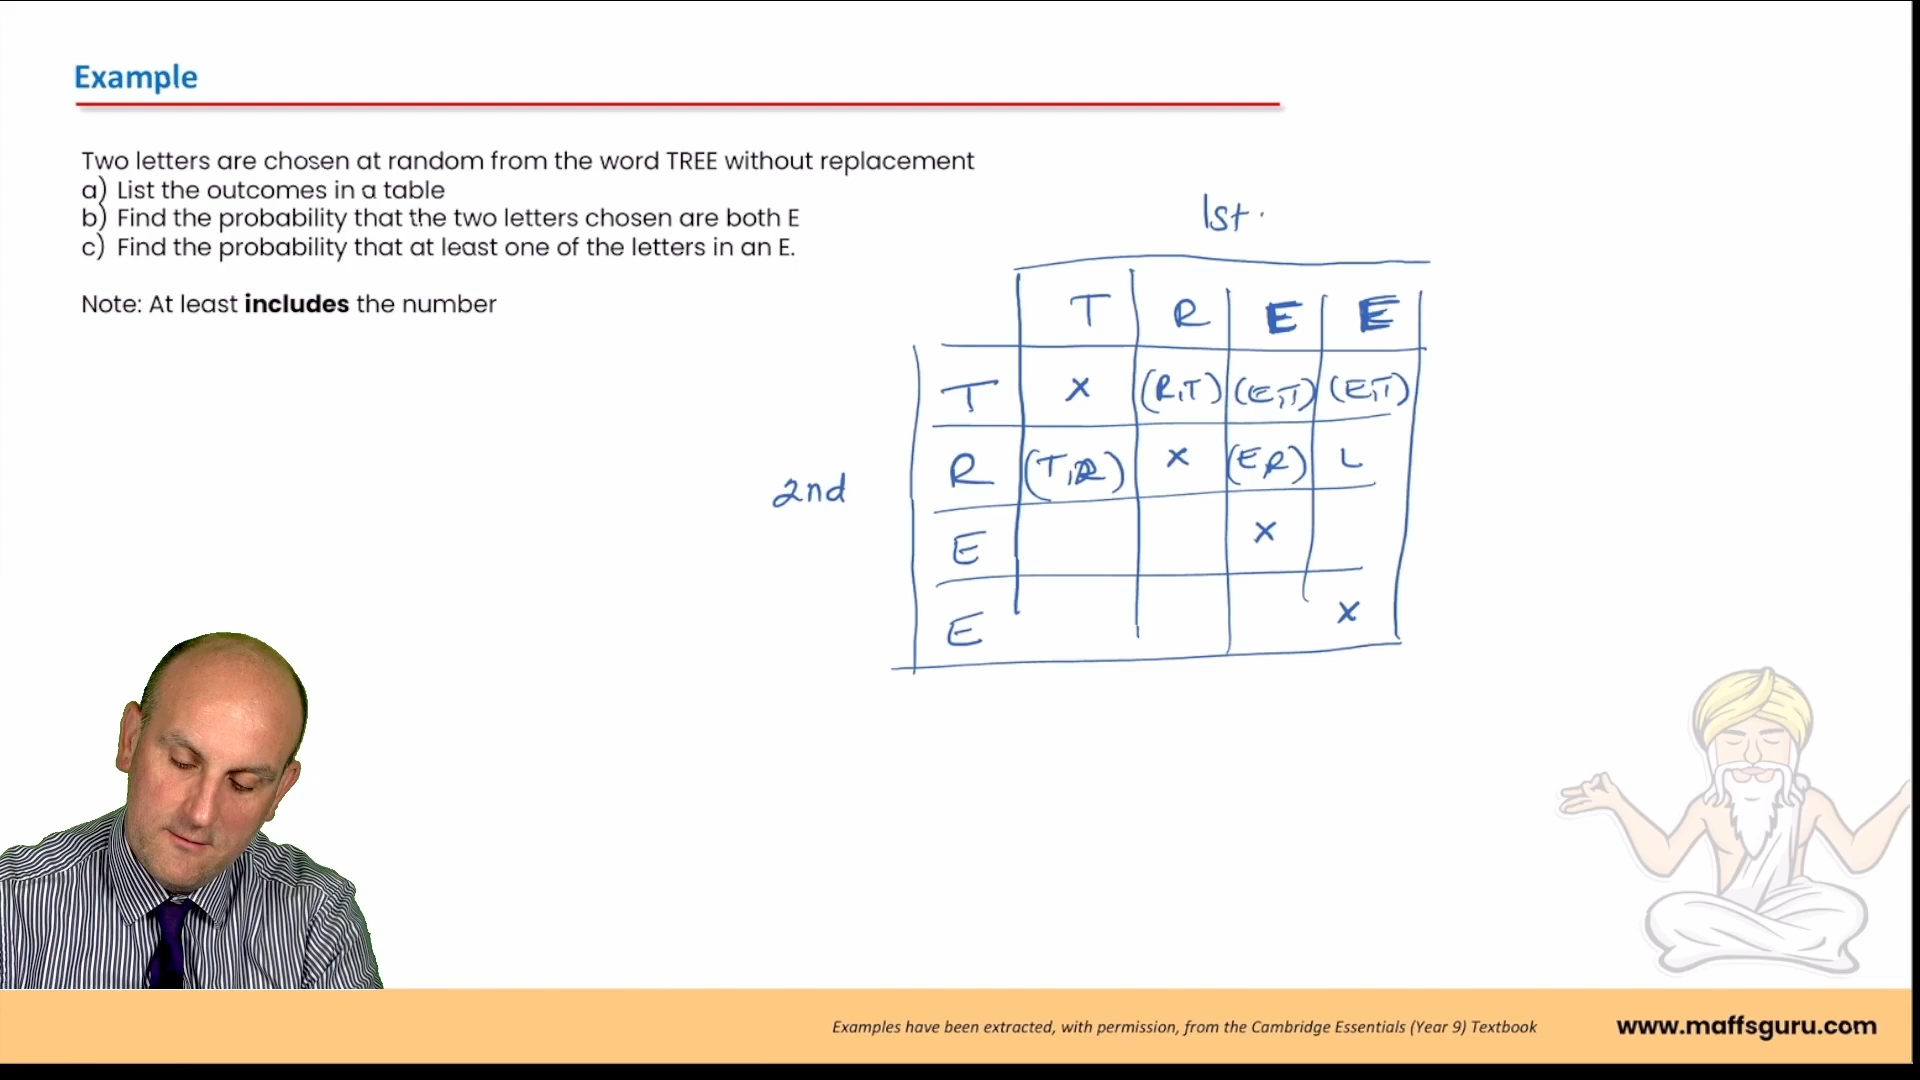 Example
Two letters are chosen at random from the word TREE without replacement
a) List the outcomes in a table
b) Find the probability that the two letters chosen are both E
c) Find the probability that at least one of the letters in an E.
Note: At least includes the number
1st.
T R E E
T x (R,T) (E,T) (E,T)
R (T,R) x (E,R) L
2nd
E x
E x
Examples have been extracted, with permission, from the Cambridge Essentials (Year 9) Textbook
www.maffsguru.com